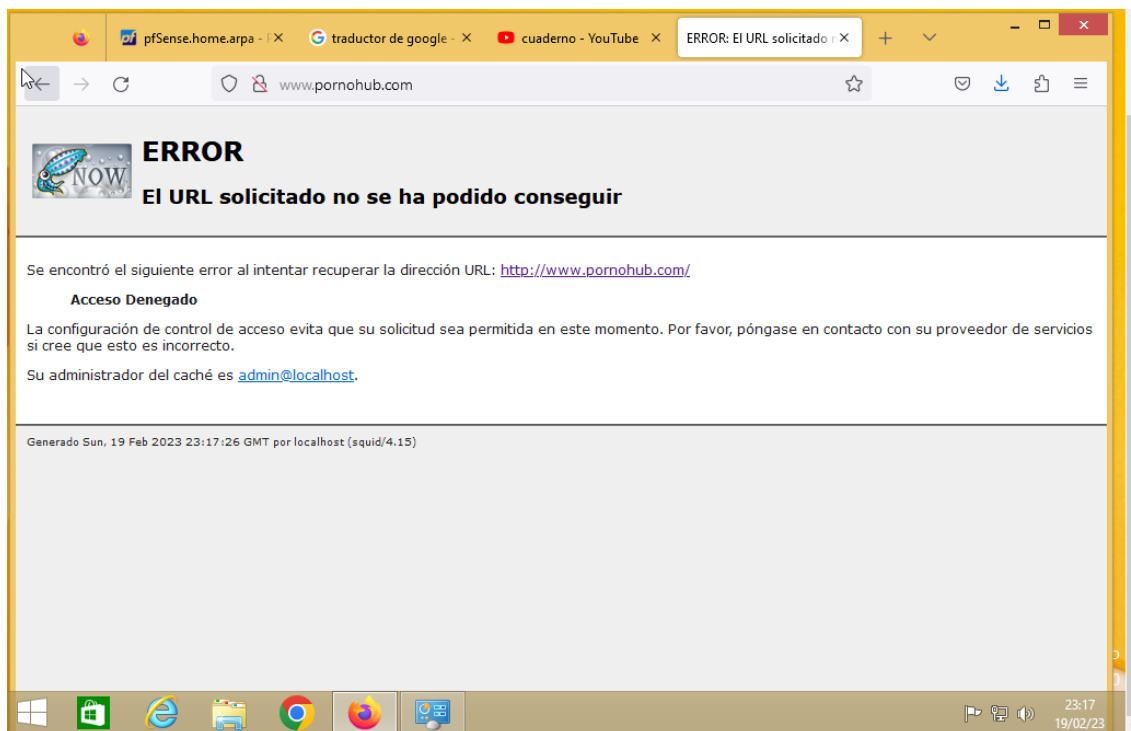 pfSense.home.arpa -
traductor de google -
cuaderno - YouTube
ERROR: El URL solicitado
www.pornohub.com
NOW
ERROR
El URL solicitado no se ha podido conseguir
Se encontró el siguiente error al intentar recuperar la dirección URL: http://www.pornohub.com/
Acceso Denegado
La configuración de control de acceso evita que su solicitud sea permitida en este momento. Por favor, póngase en contacto con su proveedor de servicios
si cree que esto es incorrecto.
Su administrador del caché es admin@localhost.
Generado Sun, 19 Feb 2023 23:17:26 GMT por localhost (squid/4.15)
23:17
19/02/23